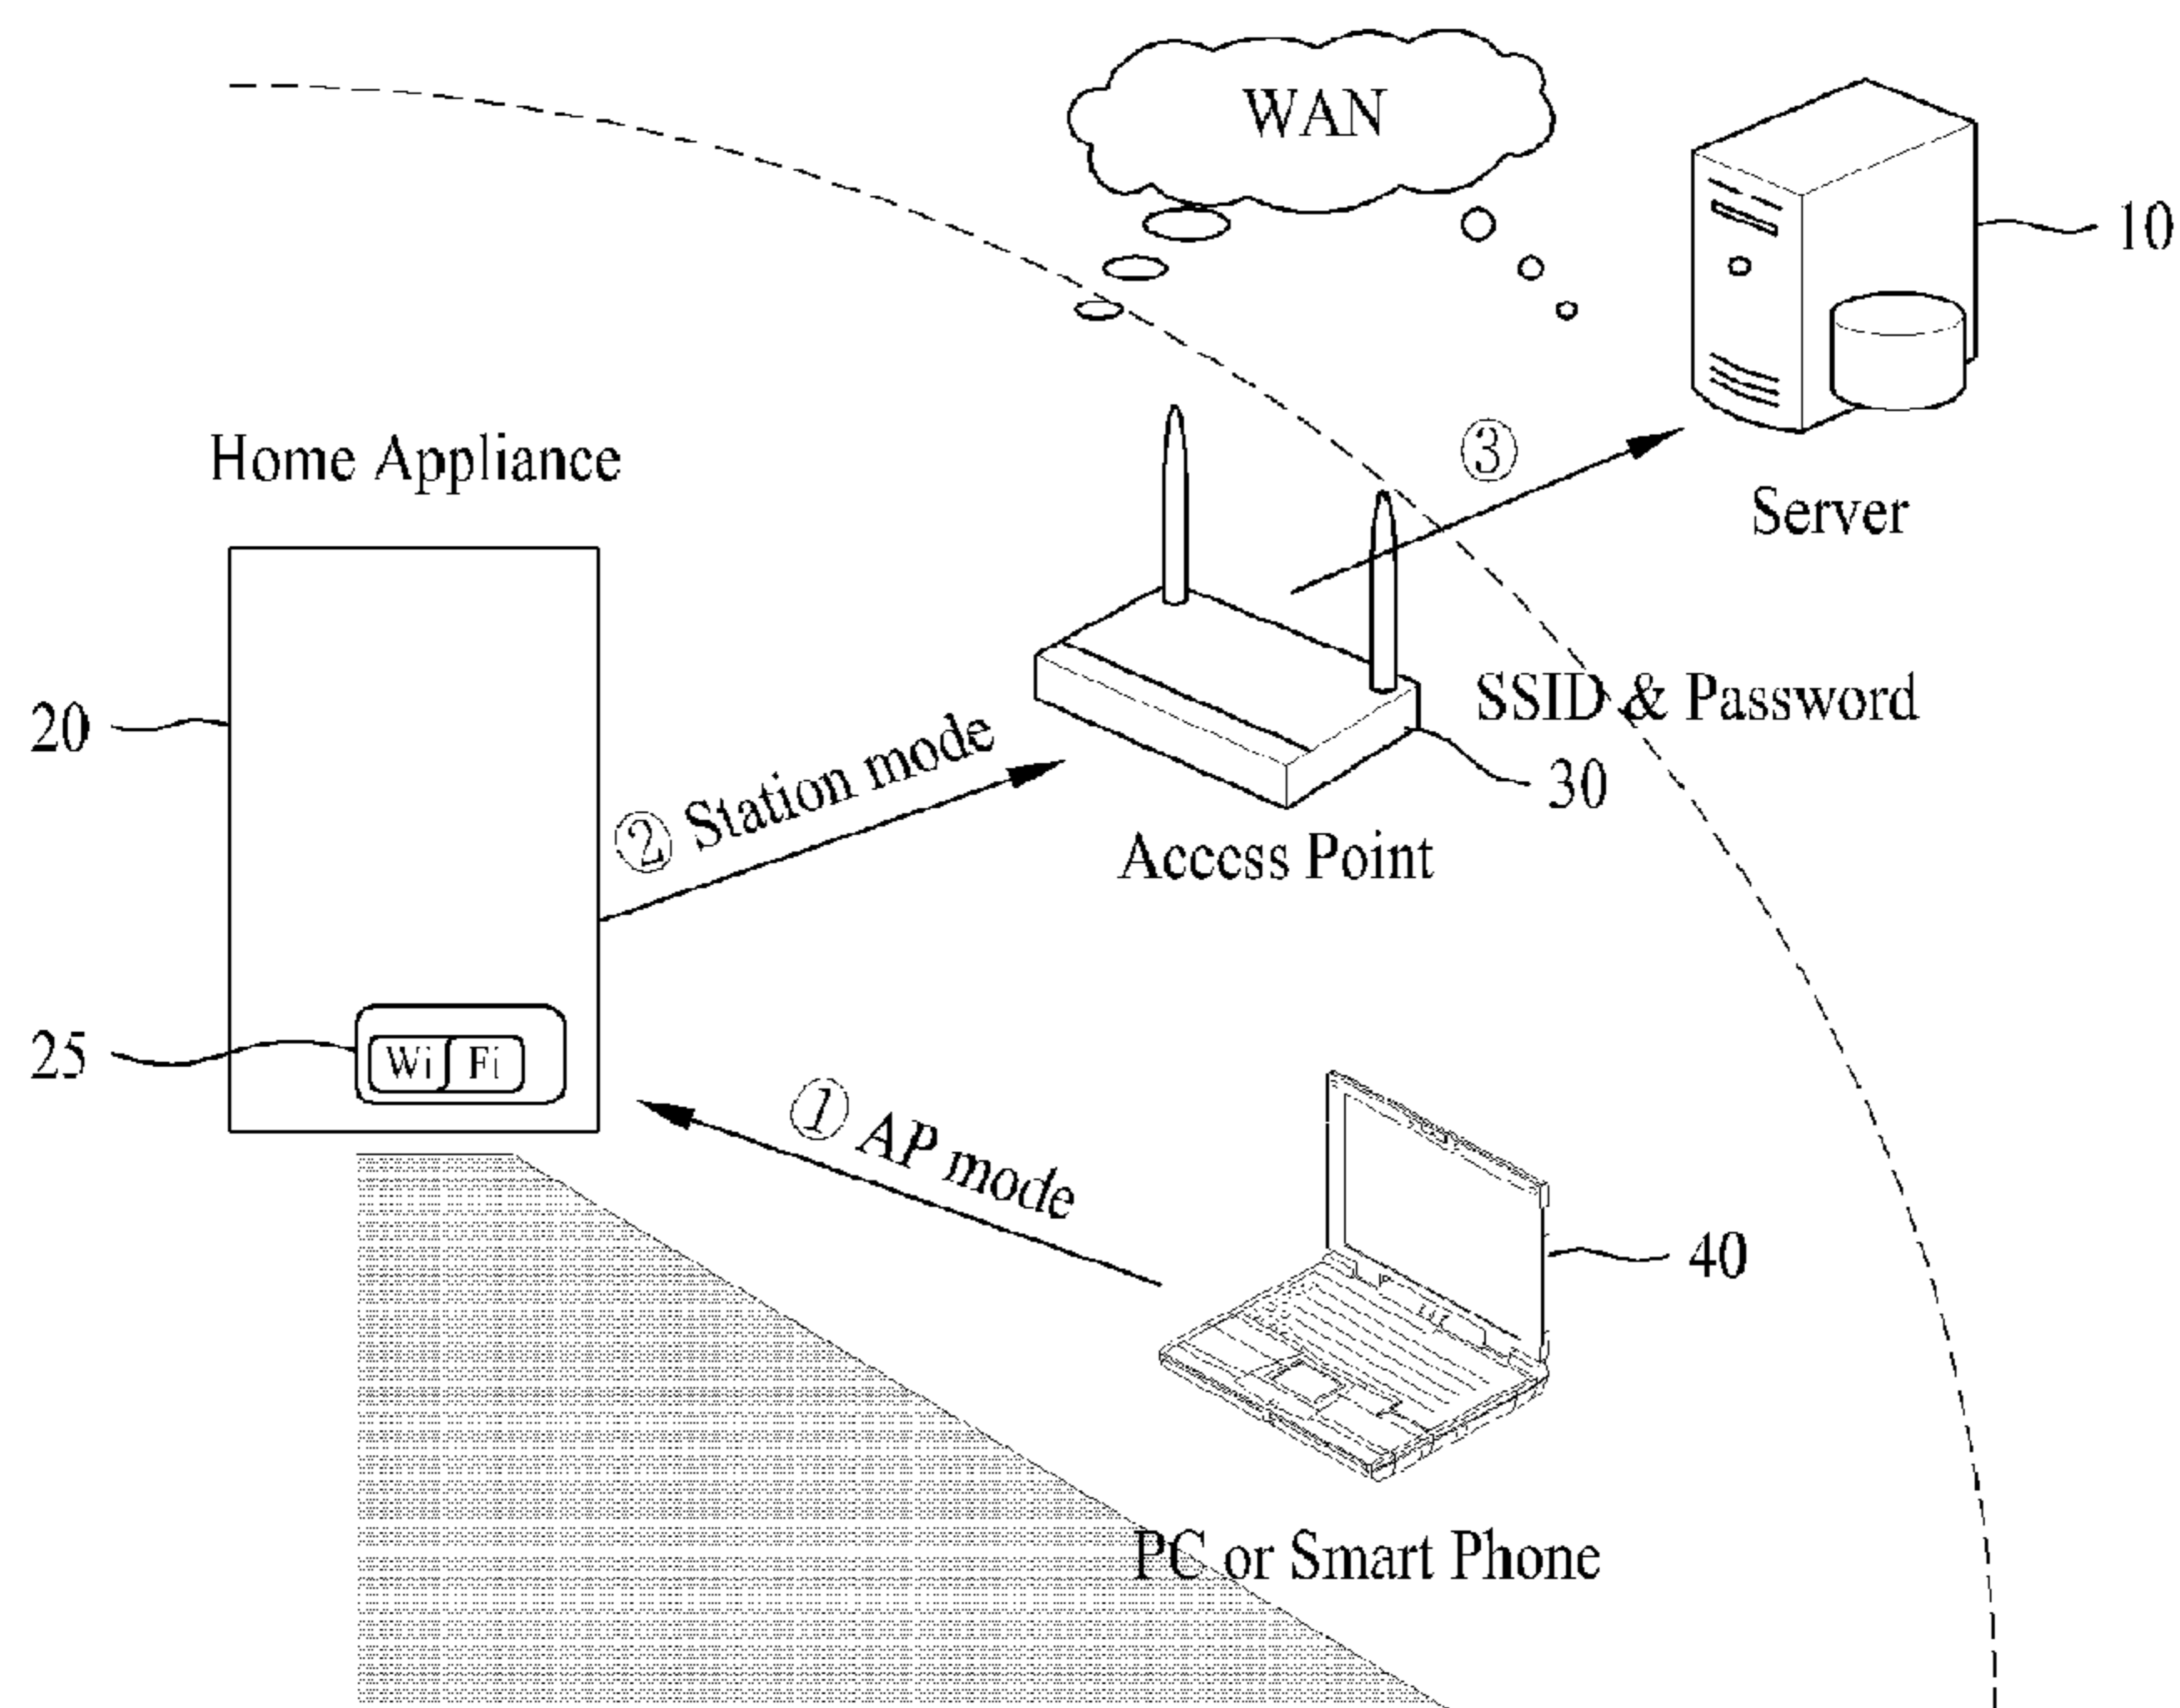 WAN
10
Home Appliance
③
Server
20
SSID & Password
30
② Station mode
Access Point
25
Wi Fi
① AP mode
40
PC or Smart Phone